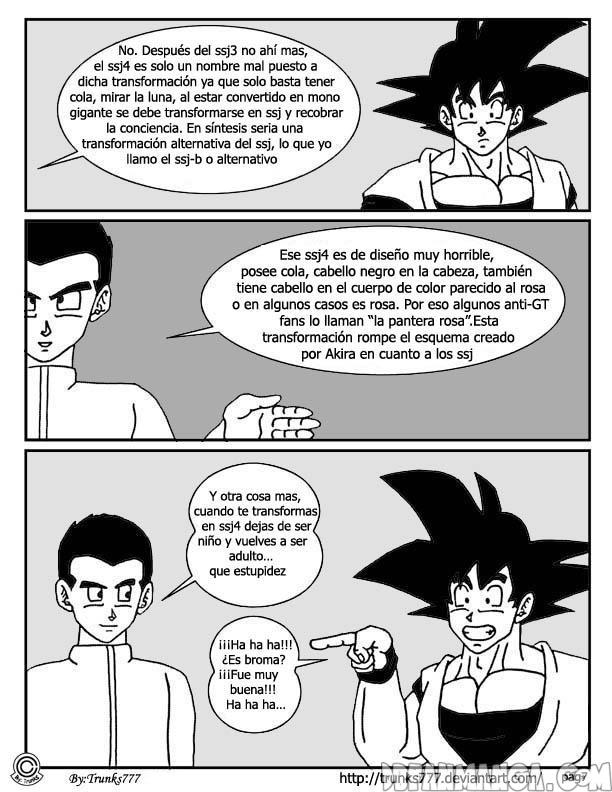 No. Después del ssj3 no ahí mas,
el ssj4 es solo un nombre mal puesto a
dicha transformación ya que solo basta tener
cola, mirar la luna, al estar convertido en mono
gigante se debe transformarse en ssj y recobrar
la conciencia. En síntesis seria una
transformación alternativa del ssj, lo que yo
llamo el ssj-b o alternativo
Ese ssj4 es de diseño muy horrible,
posee cola, cabello negro en la cabeza, también
tiene cabello en el cuerpo de color parecido al rosa
o en algunos casos es rosa. Por eso algunos anti-GT
fans lo llaman “la pantera rosa”.Esta
transformación rompe el esquema creado
por Akira en cuanto a los ssj
Y otra cosa mas,
cuando te transformas
en ssj4 dejas de ser
niño y vuelves a ser
adulto...
que estupidez
¡¡¡Ha ha ha!!!
¿Es broma?
¡¡¡Fue muy
buena!!!
Ha ha ha...
C
By: Trunks
By:Trunks777
http://trunks777.deviantart.com/
pag7
DBFANMANGA.COM